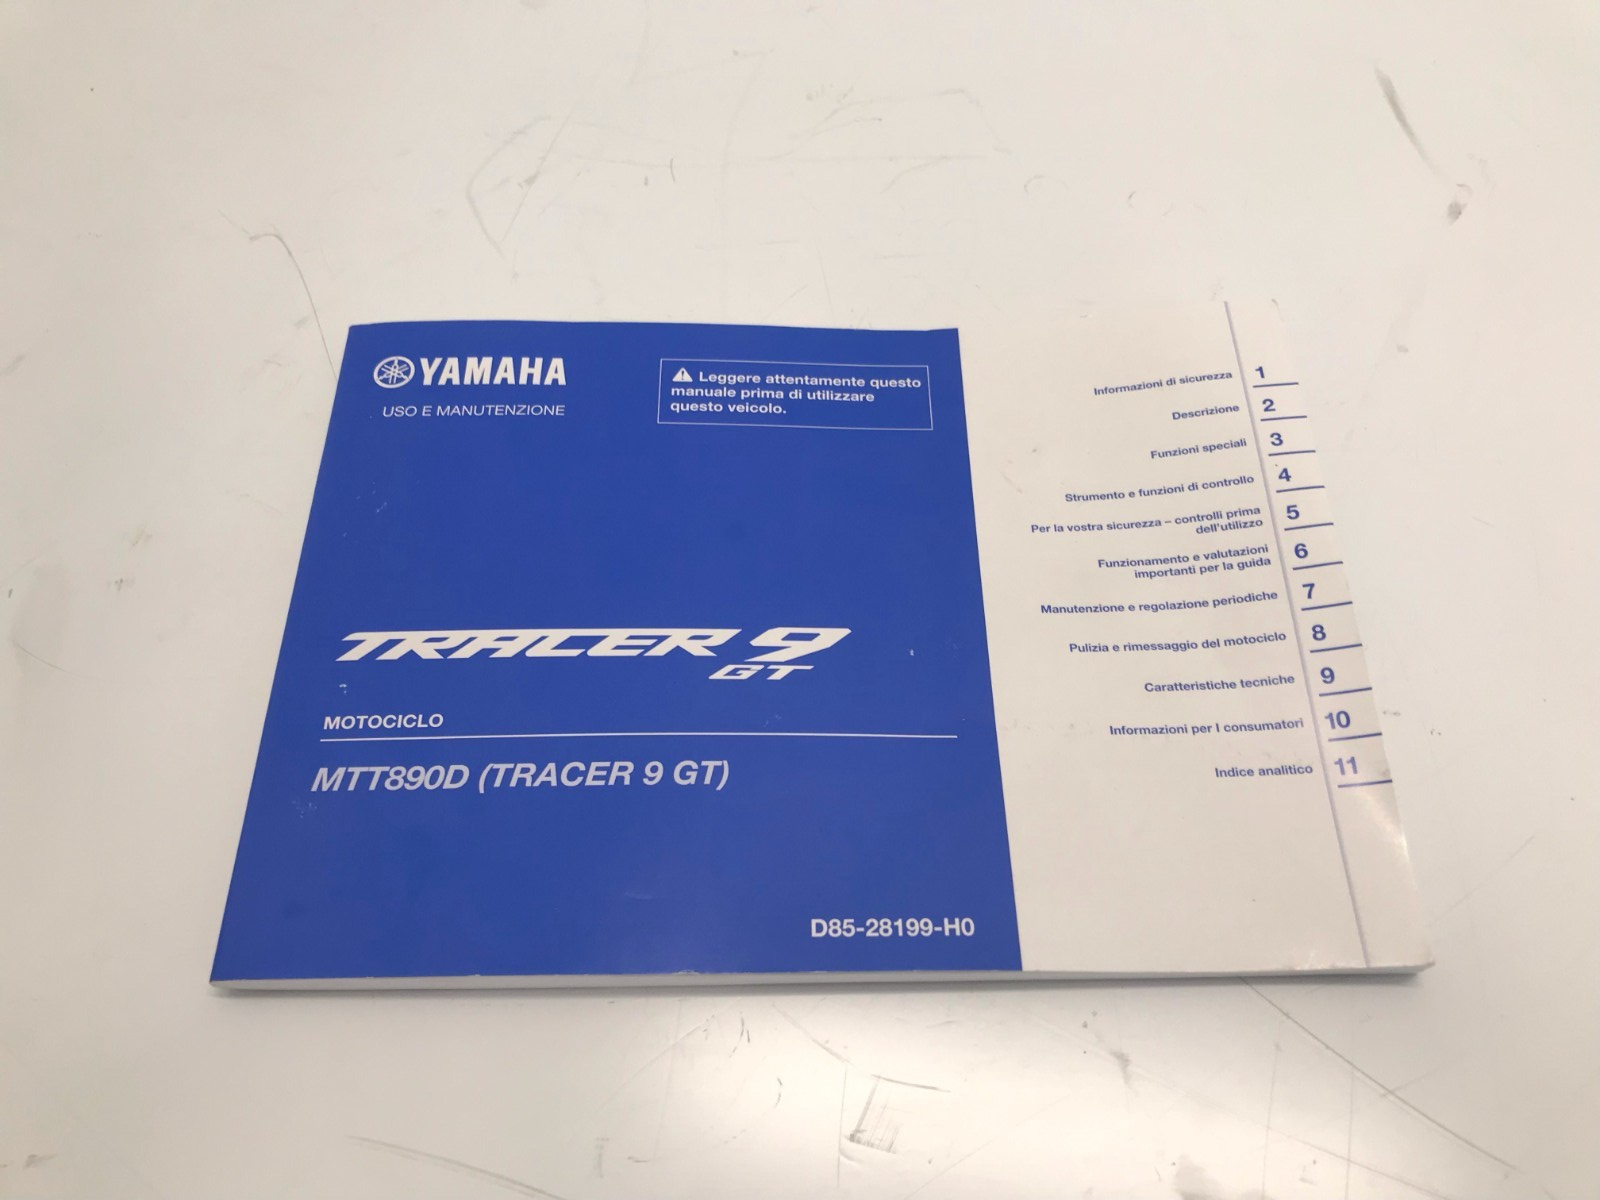 YAMAHA
USO E MANUTENZIONE
Leggere attentamente questo
manuale prima di utilizzare
questo veicolo.
TRACER 9
GT
MOTOCICLO
MTT890D (TRACER 9 GT)
D85-28199-H0
Informazioni di sicurezza 1
Descrizione 2
Funzioni speciali 3
Strumento e funzioni di controllo 4
Per la vostra sicurezza – controlli prima
dell'utilizzo 5
Funzionamento e valutazioni
importanti per la guida 6
Manutenzione e regolazione periodiche 7
Pulizia e rimessaggio del motociclo 8
Caratteristiche tecniche 9
Informazioni per I consumatori 10
Indice analitico 11